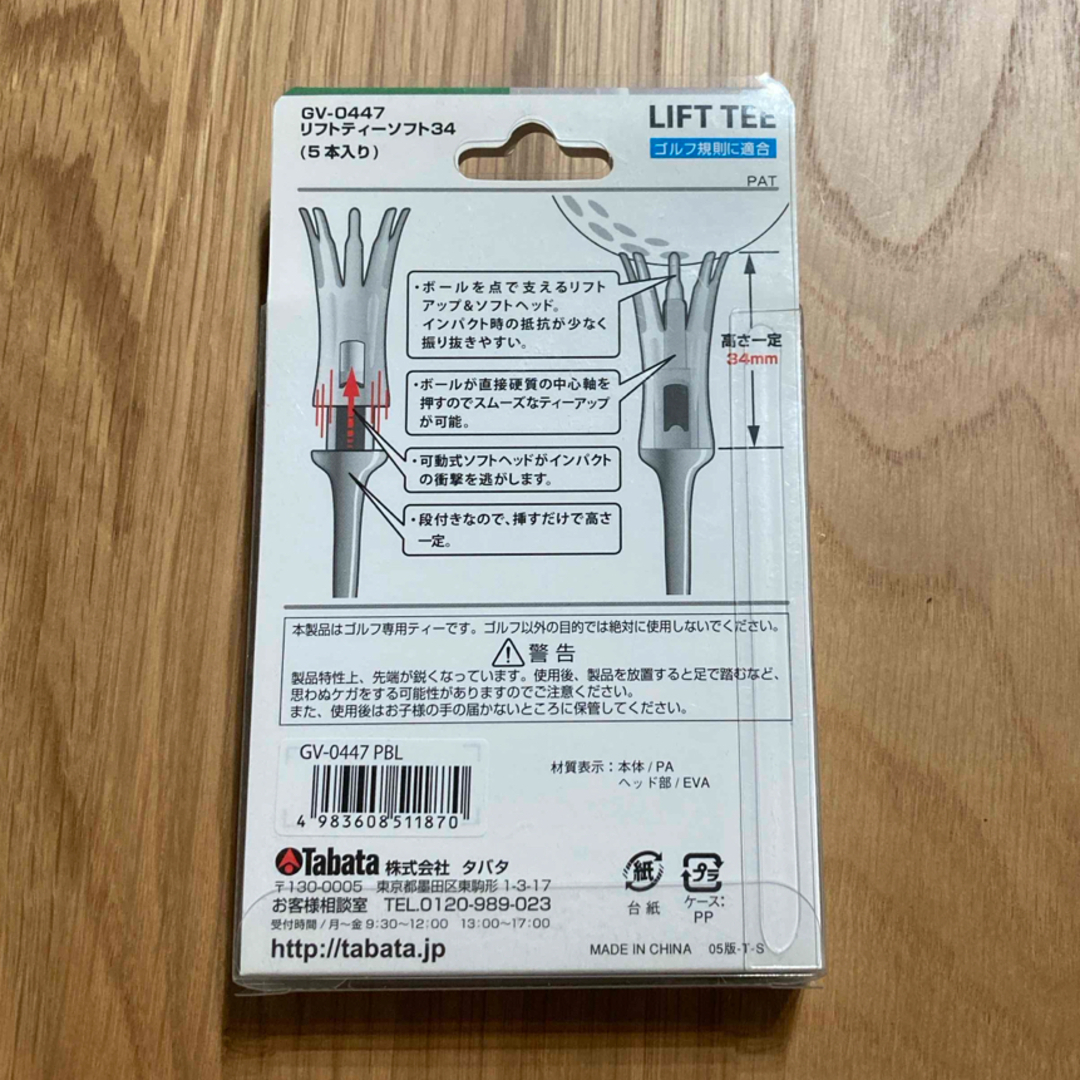 GV-0447
リフトティーソフト34
(5本入り)
LIFT TEE
ゴルフ規則に適合
PAT
・ボールを点で支えるリフト
アップ&ソフトヘッド。
インパクト時の抵抗が少なく
振り抜きやすい。
・ボールが直接硬質の中心軸を
押すのでスムーズなティーアップ
が可能。
・可動式ソフトヘッドがインパクト
の衝撃を逃がします。
・段付きなので、挿すだけで高さ
一定。
高さ一定
34mm
本製品はゴルフ専用ティーです。ゴルフ以外の目的では絶対に使用しないでください。
警告
製品特性上、先端が鋭くなっています。使用後、製品を放置すると足で踏むなど、
思わぬケガをする可能性がありますのでご注意ください。
また、使用後はお子様の手の届かないところに保管してください。
GV-0447 PBL
4 983608 511870
材質表示:本体/PA
ヘッド部/EVA
Tabata 株式会社 タバタ
〒130-0005 東京都墨田区東駒形 1-3-17
お客様相談室 TEL.0120-989-023
受付時間/月~金 9:30~12:00 13:00~17:00
http://tabata.jp
紙
台紙
プラ
ケース:
PP
MADE IN CHINA 05版-T-S